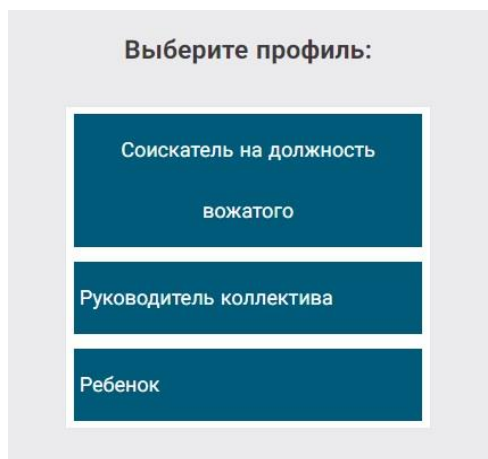 Выберите профиль:
Соискатель на должность
вожатого
Руководитель коллектива
Ребенок